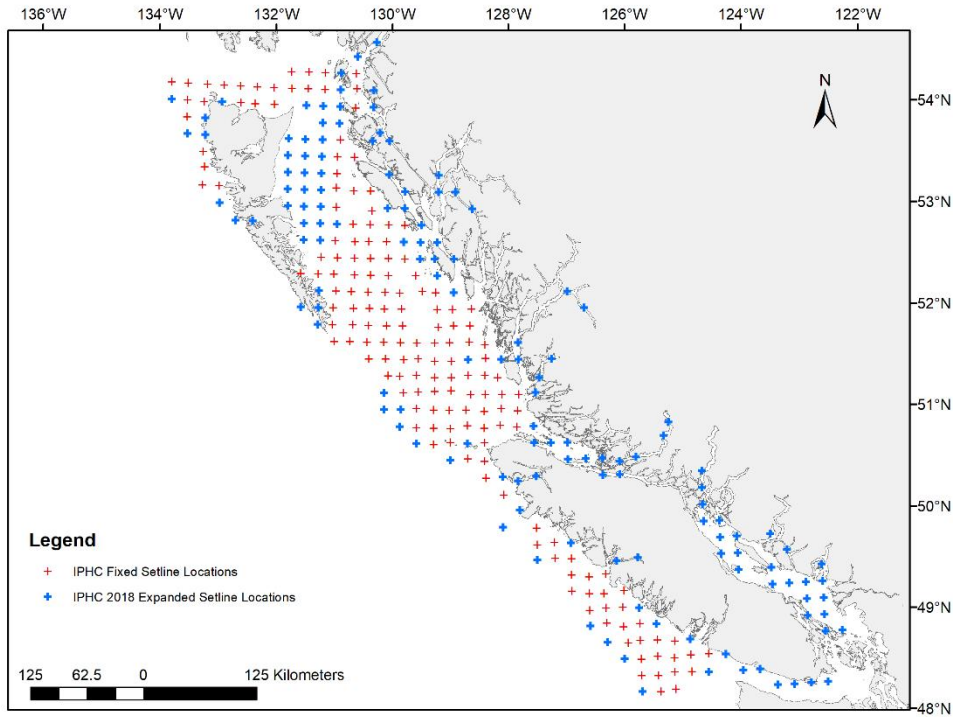 136°W 134°W 132°W 130°W 128°W 126°W 124°W 122°W
N
54°N
53°N
52°N
51°N
50°N
49°N
48°N
Legend
IPHC Fixed Setline Locations
IPHC 2018 Expanded Setline Locations
125 62.5 0 125 Kilometers